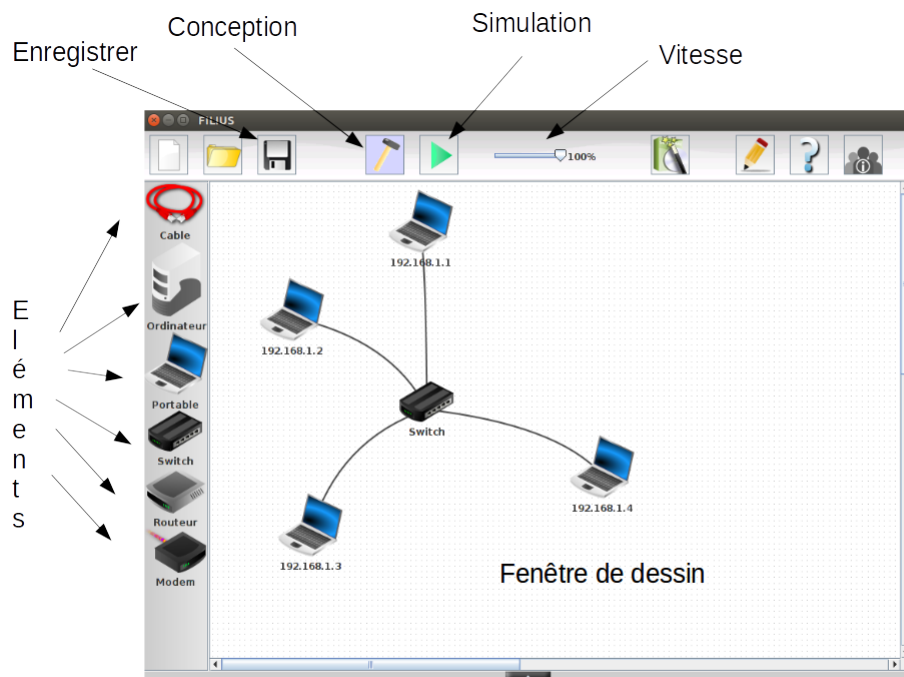 Conception
Simulation
Enregistrer
Vitesse
FILIUS
100%
Cable
Ordinateur
Portable
Switch
Routeur
Modem
Eléments
192.168.1.1
192.168.1.2
Switch
192.168.1.4
192.168.1.3
Fenêtre de dessin